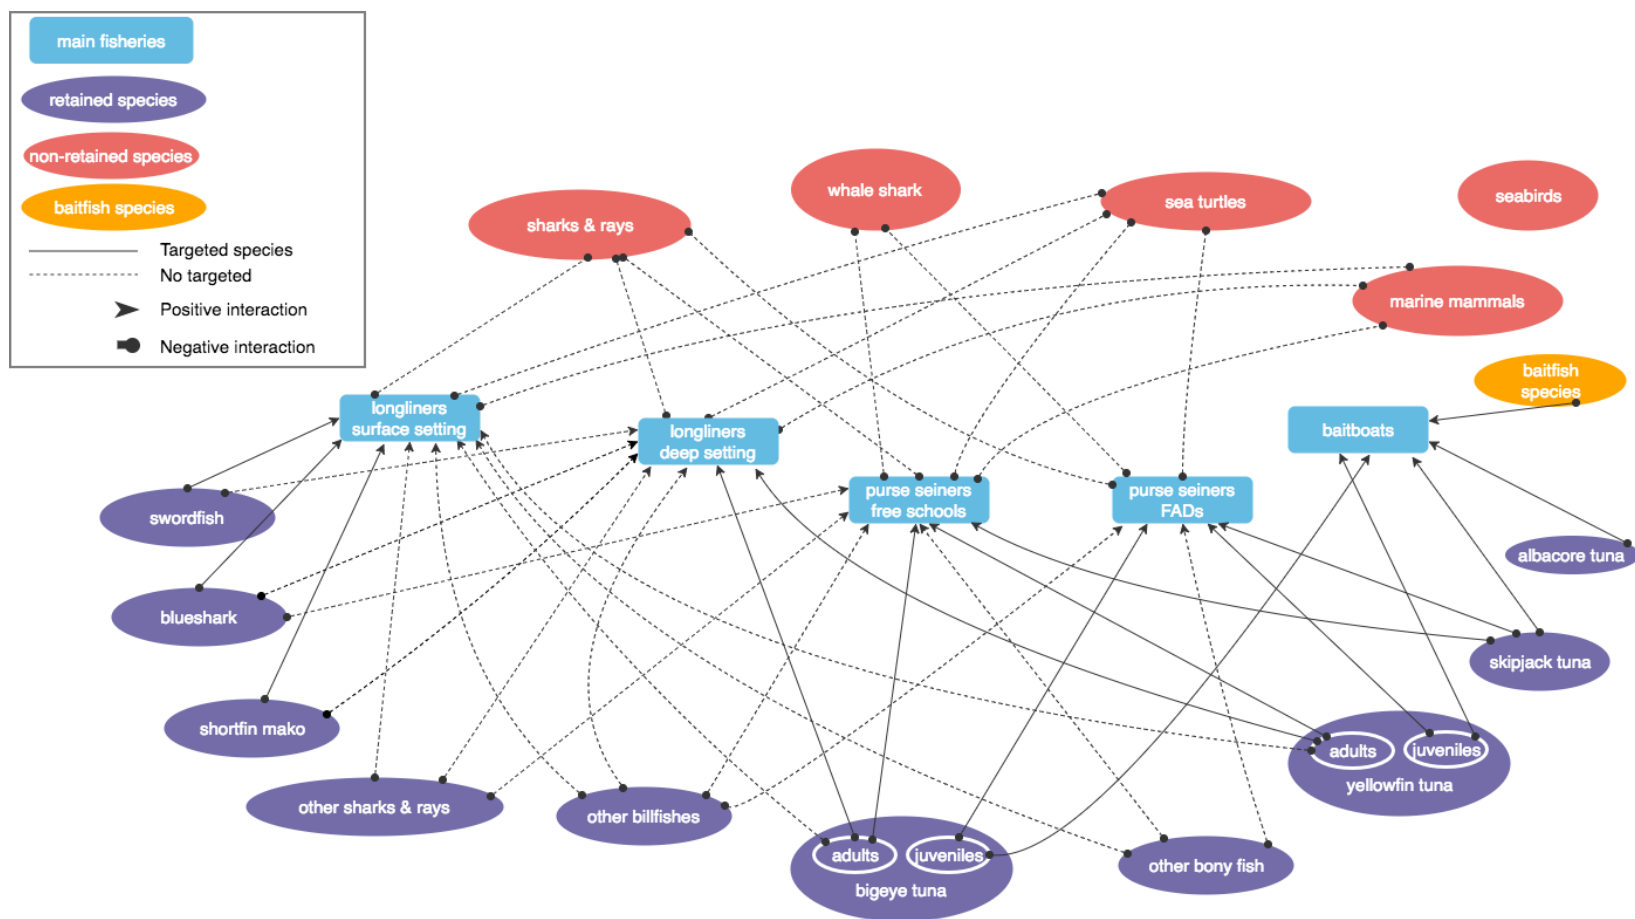 main fisheries
retained species
non-retained species
baitfish species
Targeted species
No targeted
Positive interaction
Negative interaction
sharks & rays
whale shark
sea turtles
seabirds
marine mammals
baitfish
species
longliners
surface setting
longliners
deep setting
baitboats
purse seiners
free schools
purse seiners
FADs
swordfish
albacore tuna
blueshark
skipjack tuna
shortfin mako
adults
juveniles
yellowfin tuna
other sharks & rays
other billfishes
adults
juveniles
bigeye tuna
other bony fish